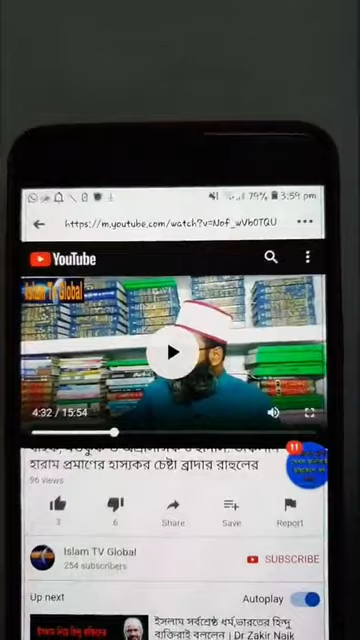 79% 3:59 pm
https://m.youtube.com/watch?v=Nof_wVb0TQU
YouTube
Islam TV Global
4:32 / 15:54
হারাম প্রমাণের হাস্যকর চেষ্টা ব্রাদার রাহুলের
96 views
11
3
6
Share
Save
Report
Islam TV Global
254 subscribers
SUBSCRIBE
Up next
Autoplay
ইসলাম সর্বশ্রেষ্ঠ ধর্ম,ভারতের হিন্দু
ব্যক্তিরাই বললেন।Dr Zakir Naik